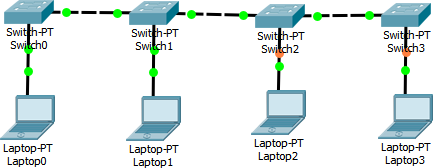 Switch-PT
Switch0
Switch-PT
Switch1
Switch-PT
Switch2
Switch-PT
Switch3
Laptop-PT
Laptop0
Laptop-PT
Laptop1
Laptop-PT
Laptop2
Laptop-PT
Laptop3